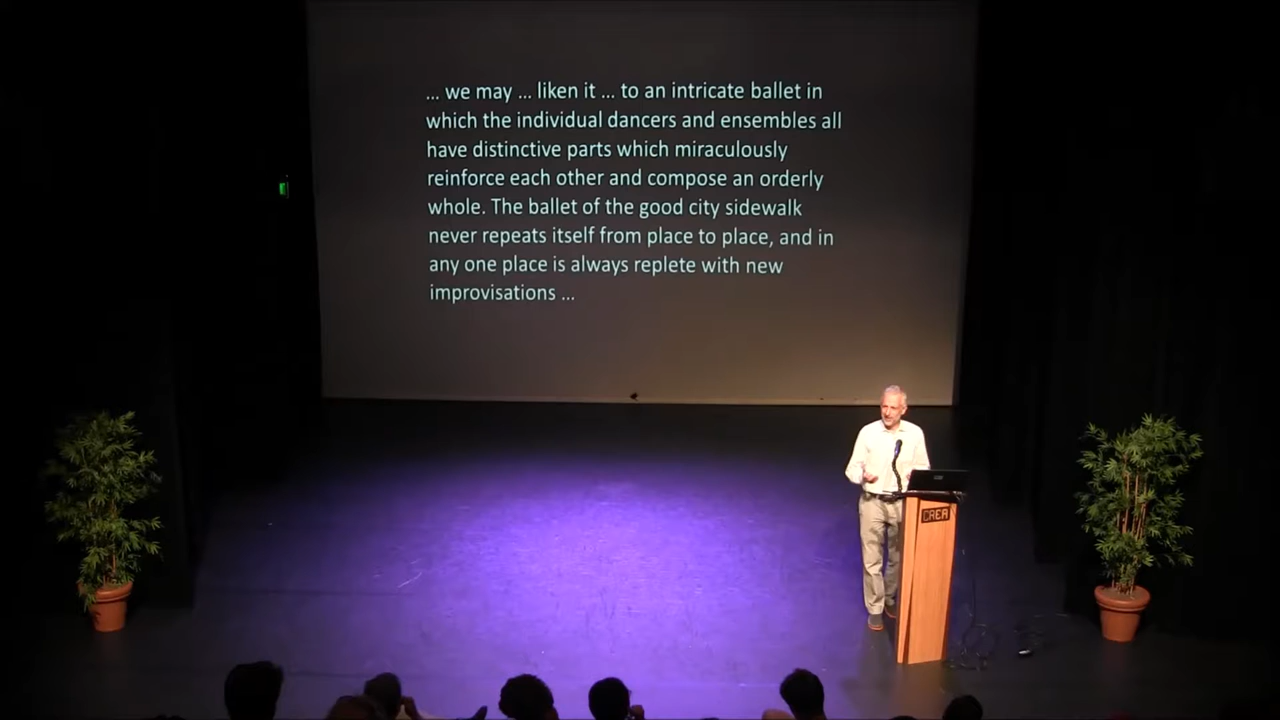 ... we may ... liken it ... to an intricate ballet in
which the individual dancers and ensembles all
have distinctive parts which miraculously
reinforce each other and compose an orderly
whole. The ballet of the good city sidewalk
never repeats itself from place to place, and in
any one place is always replete with new
improvisations ...
CREA